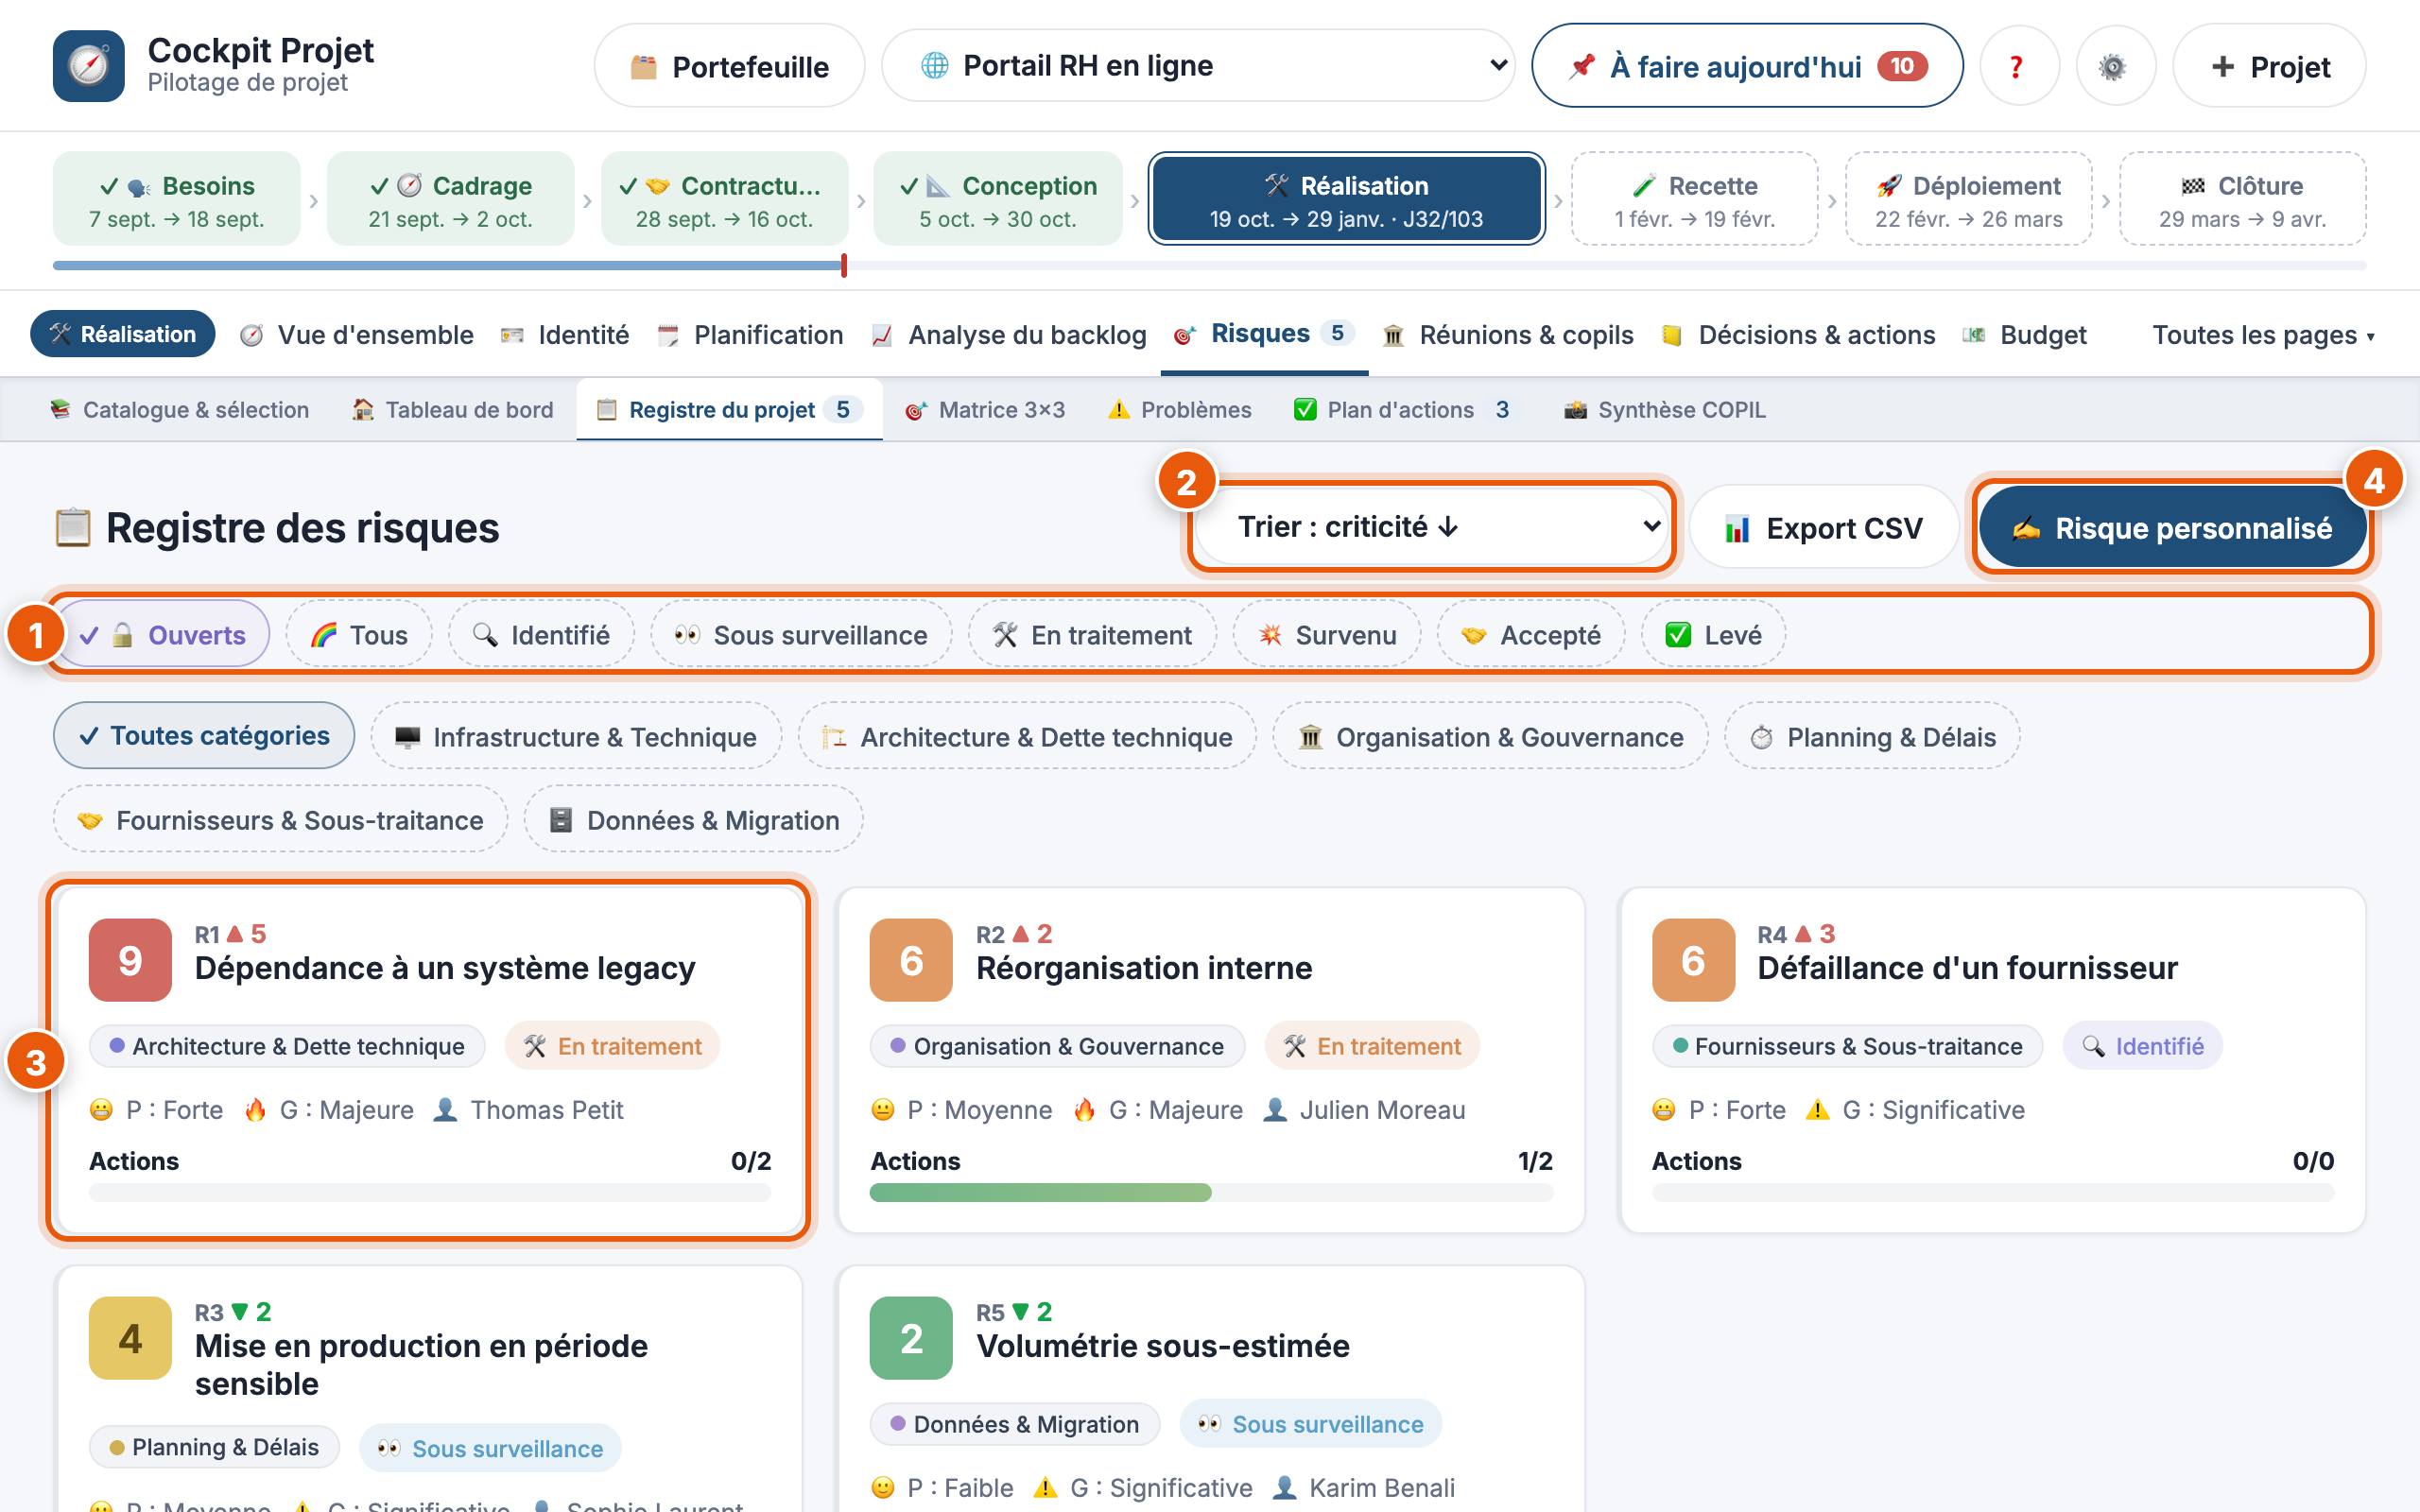 Cockpit Projet
Pilotage de projet
Portefeuille
Portail RH en ligne
À faire aujourd'hui 10
?
+ Projet
✓ Besoins
7 sept. → 18 sept.
✓ Cadrage
21 sept. → 2 oct.
✓ Contractu...
28 sept. → 16 oct.
✓ Conception
5 oct. → 30 oct.
Réalisation
19 oct. → 29 janv. · J32/103
Recette
1 févr. → 19 févr.
Déploiement
22 févr. → 26 mars
Clôture
29 mars → 9 avr.
Réalisation
Vue d'ensemble
Identité
Planification
Analyse du backlog
Risques 5
Réunions & copils
Décisions & actions
Budget
Toutes les pages ▾
Catalogue & sélection
Tableau de bord
Registre du projet 5
Matrice 3×3
Problèmes
Plan d'actions 3
Synthèse COPIL
Registre des risques
2
Trier : criticité ↓
Export CSV
Risque personnalisé
4
1
✓ Ouverts
Tous
Identifié
Sous surveillance
En traitement
Survenu
Accepté
Levé
✓ Toutes catégories
Infrastructure & Technique
Architecture & Dette technique
Organisation & Gouvernance
Planning & Délais
Fournisseurs & Sous-traitance
Données & Migration
3
9
R1 ▲ 5
Dépendance à un système legacy
Architecture & Dette technique
En traitement
P : Forte G : Majeure Thomas Petit
Actions 0/2
6
R2 ▲ 2
Réorganisation interne
Organisation & Gouvernance
En traitement
P : Moyenne G : Majeure Julien Moreau
Actions 1/2
6
R4 ▲ 3
Défaillance d'un fournisseur
Fournisseurs & Sous-traitance
Identifié
P : Forte G : Significative
Actions 0/0
4
R3 ▼ 2
Mise en production en période
sensible
Planning & Délais
Sous surveillance
P : Moyenne G : Significative Sophie Laurent
2
R5 ▼ 2
Volumétrie sous-estimée
Données & Migration
Sous surveillance
P : Faible G : Significative Karim Benali